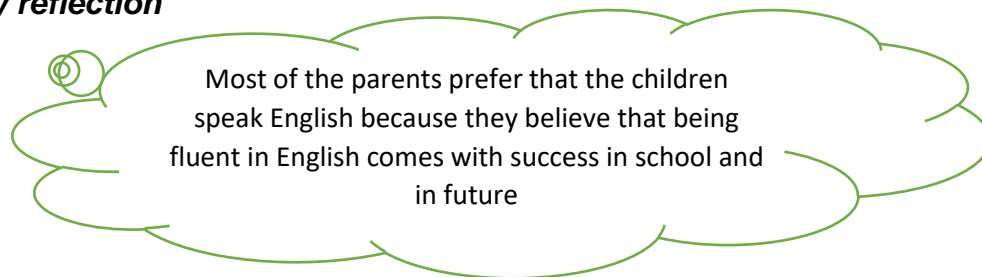 y reflection
Most of the parents prefer that the children
speak English because they believe that being
fluent in English comes with success in school and
in future